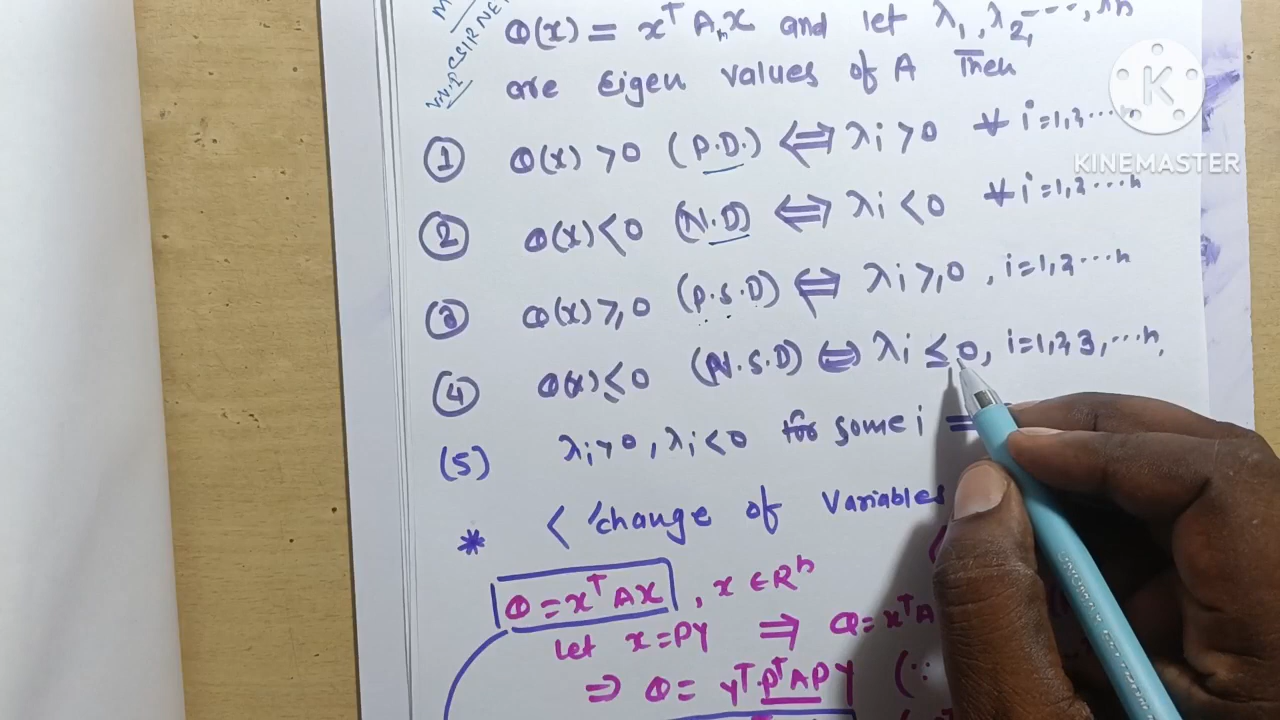 Q(x) = xᵀAₙx and let λ₁, λ₂, ---, λn
are Eigen values of A Then
① Q(x) >0 (P.D.) ⟺ λi >0 ∀ i=1,2...n
② Q(x)<0 (N.D) ⟺ λi <0 ∀ i=1,2...n
③ Q(x)≥0 (P.S.D) ⟺ λi ≥0, i=1,2...n
④ Q(x)≤0 (N.S.D) ⟺ λi ≤0, i=1,2,3,...n.
(5) λi>0, λi<0 for some i =
* < change of Variables
Q=xᵀAx, x∈Rⁿ
Let x=PY ⇒ Q=xᵀA
⇒ Q= Yᵀ.PᵀAPY (∵
K
KINEMASTER